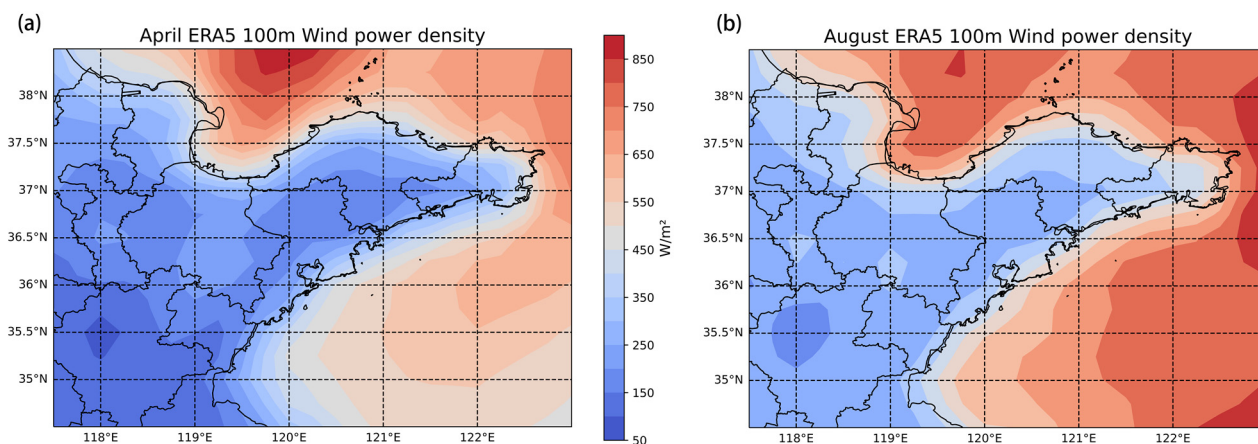 (a)
April ERA5 100m Wind power density
38°N
37.5°N
37°N
36.5°N
36°N
35.5°N
35°N
118°E
119°E
120°E
121°E
122°E
850
750
650
550
450
350
250
150
50
W/m²
(b)
August ERA5 100m Wind power density
38°N
37.5°N
37°N
36.5°N
36°N
35.5°N
35°N
118°E
119°E
120°E
121°E
122°E